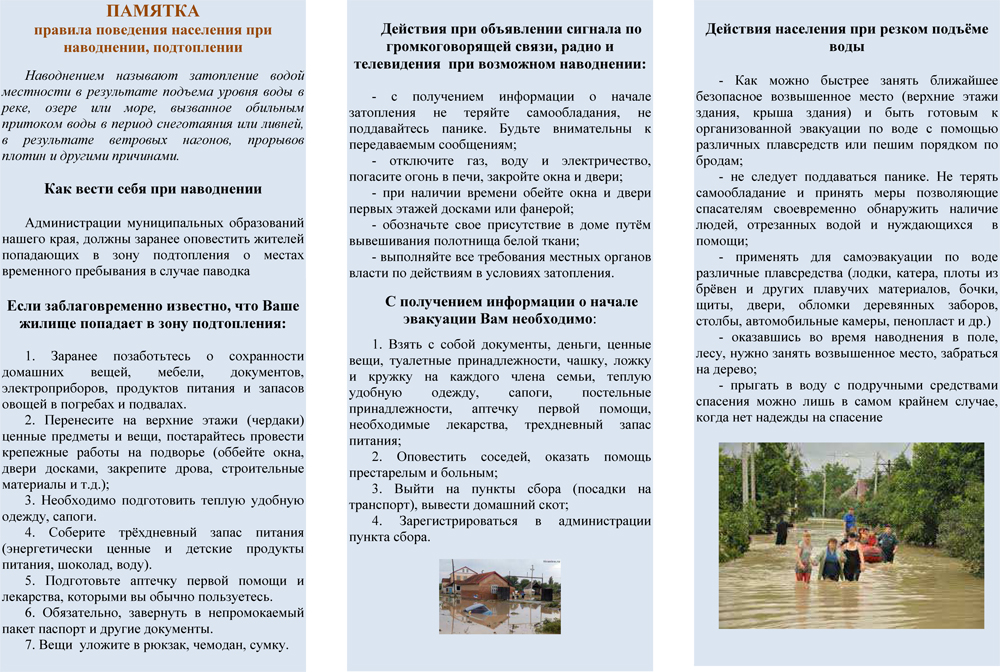 ПАМЯТКА
правила поведения населения при
наводнении, подтоплении
Наводнением называют затопление водой
местности в результате подъема уровня воды в
реке, озере или море, вызванное обильным
притоком воды в период снеготаяния или ливней,
в результате ветровых нагонов, прорывов
плотин и другими причинами.
Как вести себя при наводнении
Администрации муниципальных образований
нашего края, должны заранее оповестить жителей
попадающих в зону подтопления о местах
временного пребывания в случае паводка
Если заблаговременно известно, что Ваше
жилище попадает в зону подтопления:
1. Заранее позаботьтесь о сохранности
домашних вещей, мебели, документов,
электроприборов, продуктов питания и запасов
овощей в погребах и подвалах.
2. Перенесите на верхние этажи (чердаки)
ценные предметы и вещи, постарайтесь провести
крепежные работы на подворье (оббейте окна,
двери досками, закрепите дрова, строительные
материалы и т.д.);
3. Необходимо подготовить теплую удобную
одежду, сапоги.
4. Соберите трёхдневный запас питания
(энергетически ценные и детские продукты
питания, шоколад, воду).
5. Подготовьте аптечку первой помощи и
лекарства, которыми вы обычно пользуетесь.
6. Обязательно, завернуть в непромокаемый
пакет паспорт и другие документы.
7. Вещи уложите в рюкзак, чемодан, сумку.
Действия при объявлении сигнала по
громкоговорящей связи, радио и
телевидения при возможном наводнении:
- с получением информации о начале
затопления не теряйте самообладания, не
поддавайтесь панике. Будьте внимательны к
передаваемым сообщениям;
- отключите газ, воду и электричество,
погасите огонь в печи, закройте окна и двери;
- при наличии времени обейте окна и двери
первых этажей досками или фанерой;
- обозначьте свое присутствие в доме путём
вывешивания полотнища белой ткани;
- выполняйте все требования местных органов
власти по действиям в условиях затопления.
С получением информации о начале
эвакуации Вам необходимо:
1. Взять с собой документы, деньги, ценные
вещи, туалетные принадлежности, чашку, ложку
и кружку на каждого члена семьи, теплую
удобную одежду, сапоги, постельные
принадлежности, аптечку первой помощи,
необходимые лекарства, трехдневный запас
питания;
2. Оповестить соседей, оказать помощь
престарелым и больным;
3. Выйти на пункты сбора (посадки на
транспорт), вывести домашний скот;
4. Зарегистрироваться в администрации
пункта сбора.
Действия населения при резком подъёме
воды
- Как можно быстрее занять ближайшее
безопасное возвышенное место (верхние этажи
здания, крыша здания) и быть готовым к
организованной эвакуации по воде с помощью
различных плавсредств или пешим порядком по
бродам;
- не следует поддаваться панике. Не терять
самообладание и принять меры позволяющие
спасателям своевременно обнаружить наличие
людей, отрезанных водой и нуждающихся в
помощи;
- применять для самоэвакуации по воде
различные плавсредства (лодки, катера, плоты из
брёвен и других плавучих материалов, бочки,
щиты, двери, обломки деревянных заборов,
столбы, автомобильные камеры, пенопласт и др.)
- оказавшись во время наводнения в поле,
лесу, нужно занять возвышенное место, забраться
на дерево;
- прыгать в воду с подручными средствами
спасения можно лишь в самом крайнем случае,
когда нет надежды на спасение